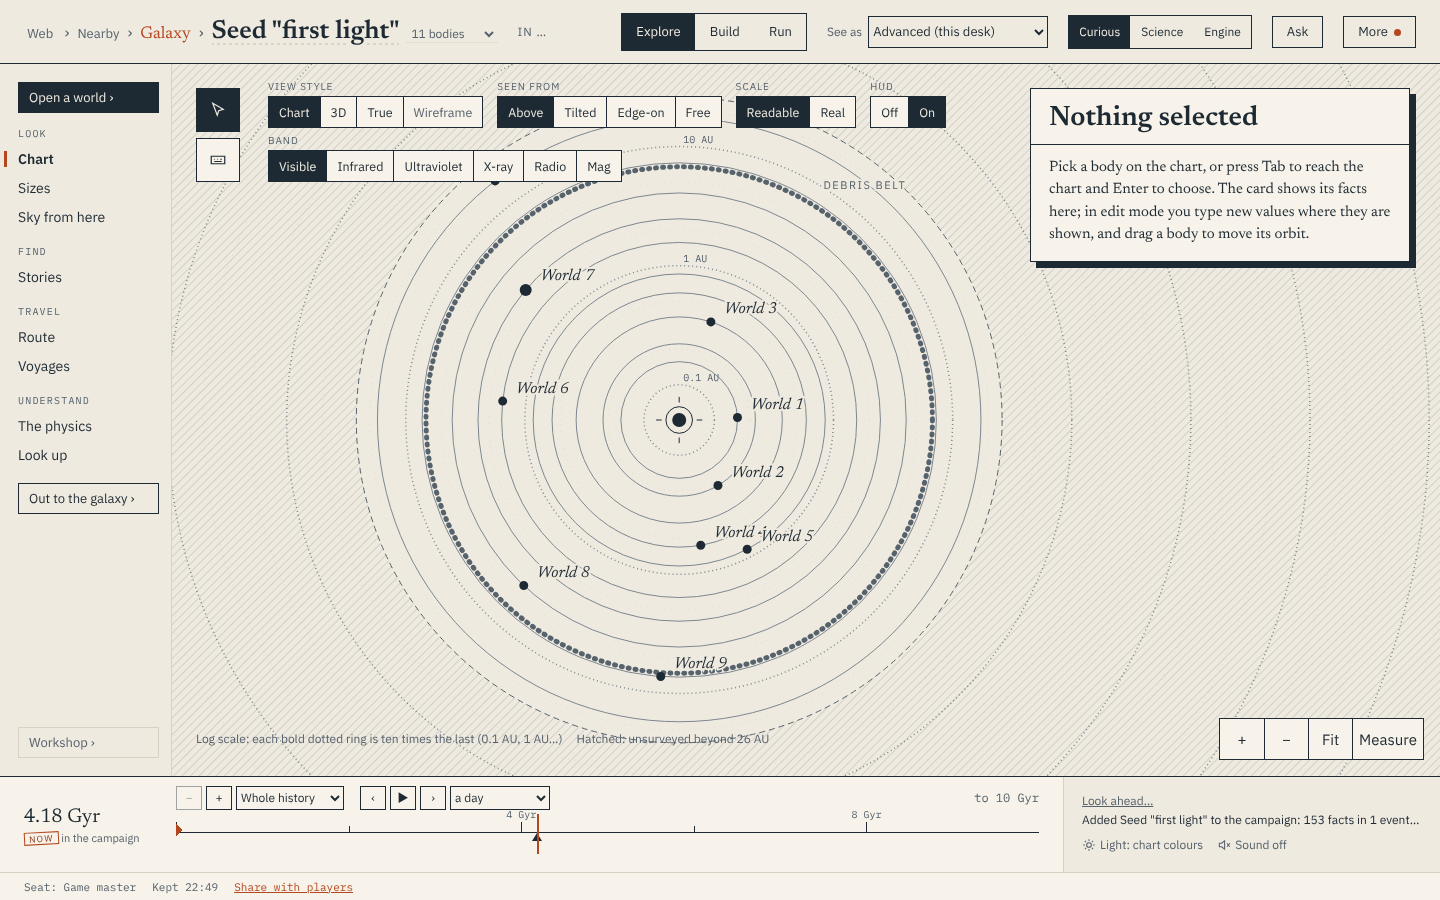 Web › Nearby › Galaxy › Seed "first light" 11 bodies IN ...
Explore Build Run See as Advanced (this desk) Curious Science Engine Ask More
Open a world ›
LOOK
Chart
Sizes
Sky from here
FIND
Stories
TRAVEL
Route
Voyages
UNDERSTAND
The physics
Look up
Out to the galaxy ›
Workshop ›
VIEW STYLE
Chart 3D True Wireframe
SEEN FROM
Above Tilted Edge-on Free
SCALE
Readable Real
HUD
Off On
BAND
Visible Infrared Ultraviolet X-ray Radio Mag
10 AU
DEBRIS BELT
1 AU
World 7
World 3
0.1 AU
World 6
World 1
World 2
World
World 5
World 8
World 9
Nothing selected
Pick a body on the chart, or press Tab to reach the
chart and Enter to choose. The card shows its facts
here; in edit mode you type new values where they are
shown, and drag a body to move its orbit.
Log scale: each bold dotted ring is ten times the last (0.1 AU, 1 AU...) Hatched: unsurveyed beyond 26 AU
+ − Fit Measure
4.18 Gyr
NOW in the campaign
− + Whole history ‹ ▶ › a day
to 10 Gyr
4 Gyr
8 Gyr
Look ahead...
Added Seed "first light" to the campaign: 153 facts in 1 event...
Light: chart colours Sound off
Seat: Game master Kept 22:49 Share with players